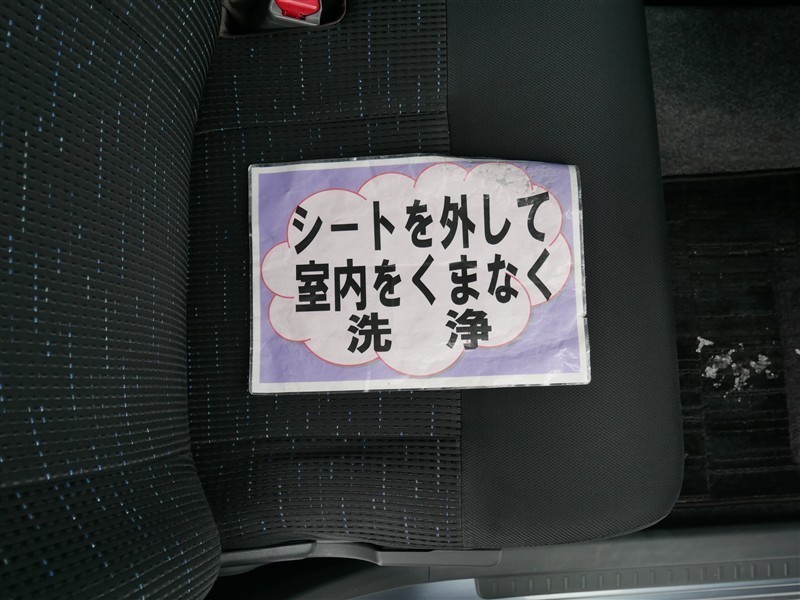 シートを外して
室内をくまなく
洗 浄